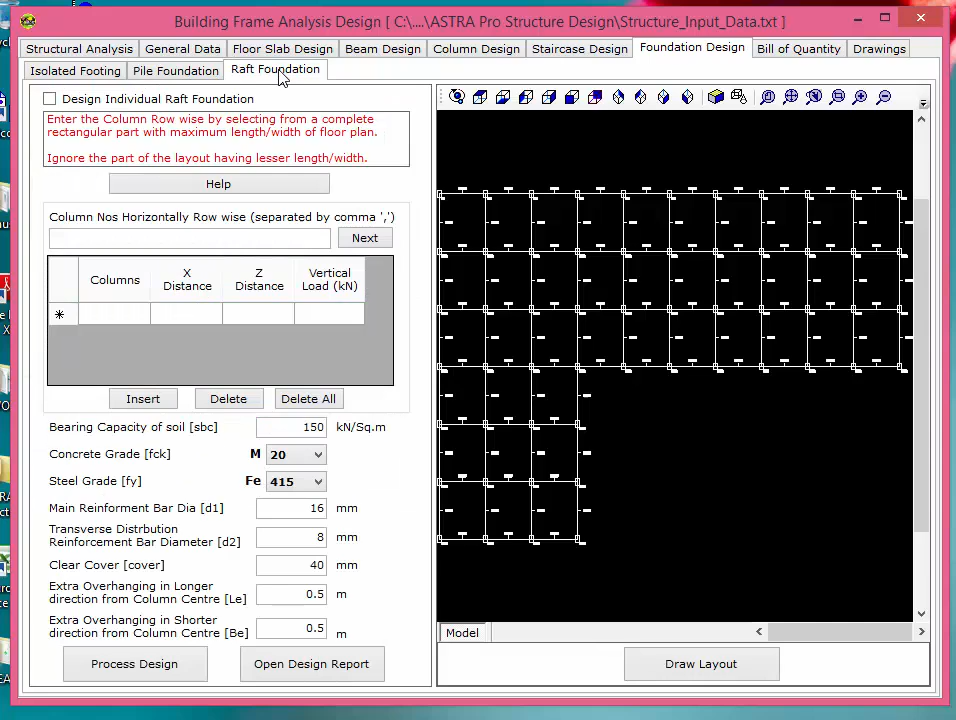 Building Frame Analysis Design [ C:\....\ASTRA Pro Structure Design\Structure_Input_Data.txt ]
Structural Analysis General Data Floor Slab Design Beam Design Column Design Staircase Design Foundation Design Bill of Quantity Drawings
Isolated Footing Pile Foundation Raft Foundation
Design Individual Raft Foundation
Enter the Column Row wise by selecting from a complete
rectangular part with maximum length/width of floor plan.
Ignore the part of the layout having lesser length/width.
Help
Column Nos Horizontally Row wise (separated by comma ',')
Next
Columns X Distance Z Distance Vertical Load (kN)
Insert Delete Delete All
Bearing Capacity of soil [sbc] 150 kN/Sq.m
Concrete Grade [fck] M 20
Steel Grade [fy] Fe 415
Main Reinforment Bar Dia [d1] 16 mm
Transverse Distrbution
Reinforcement Bar Diameter [d2] 8 mm
Clear Cover [cover] 40 mm
Extra Overhanging in Longer
direction from Column Centre [Le] 0.5 m
Extra Overhanging in Shorter
direction from Column Centre [Be] 0.5 m
Process Design Open Design Report
Model
Draw Layout